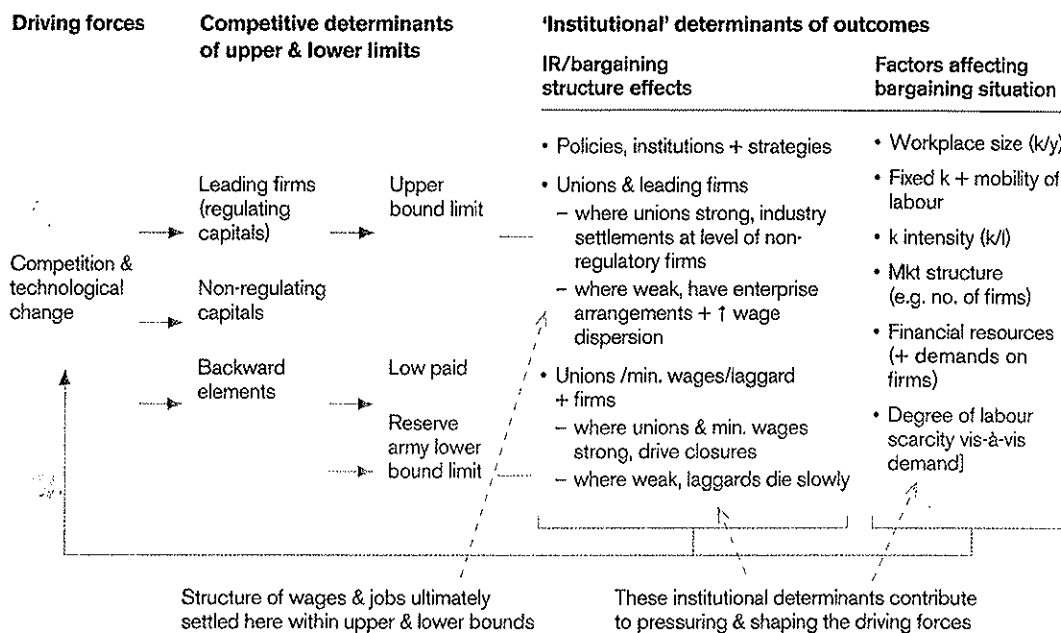 Driving forces
Competitive determinants
of upper & lower limits
'Institutional' determinants of outcomes
IR/bargaining
structure effects
Factors affecting
bargaining situation
Competition &
technological
change
Leading firms
(regulating
capitals)
Non-regulating
capitals
Backward
elements
Upper
bound limit
Low paid
Reserve
army lower
bound limit
• Policies, institutions + strategies
• Unions & leading firms
– where unions strong, industry
settlements at level of non-
regulatory firms
– where weak, have enterprise
arrangements + ↑ wage
dispersion
• Unions /min. wages/laggard
+ firms
– where unions & min. wages
strong, drive closures
– where weak, laggards die slowly
• Workplace size (k/y)
• Fixed k + mobility of
labour
• k intensity (k/l)
• Mkt structure
(e.g. no. of firms)
• Financial resources
(+ demands on
firms)
• Degree of labour
scarcity vis-à-vis
demand]
Structure of wages & jobs ultimately
settled here within upper & lower bounds
These institutional determinants contribute
to pressuring & shaping the driving forces